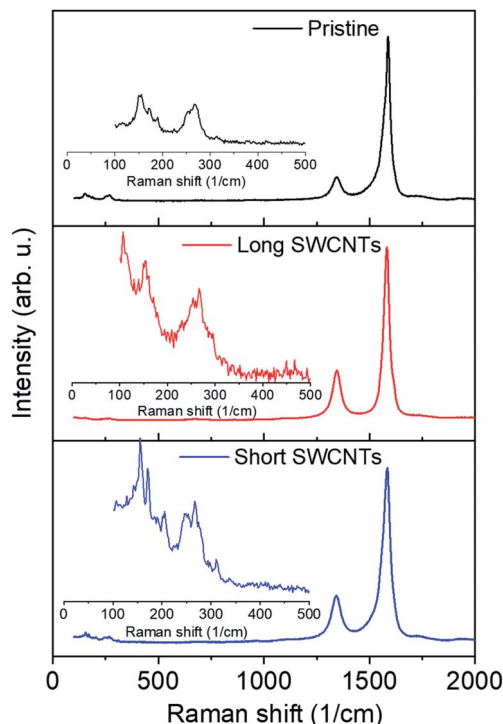 Pristine
0 100 200 300 400 500
Raman shift (1/cm)
Long SWCNTs
0 100 200 300 400 500
Raman shift (1/cm)
Intensity (arb. u.)
Short SWCNTs
0 100 200 300 400 500
Raman shift (1/cm)
0 500 1000 1500 2000
Raman shift (1/cm)